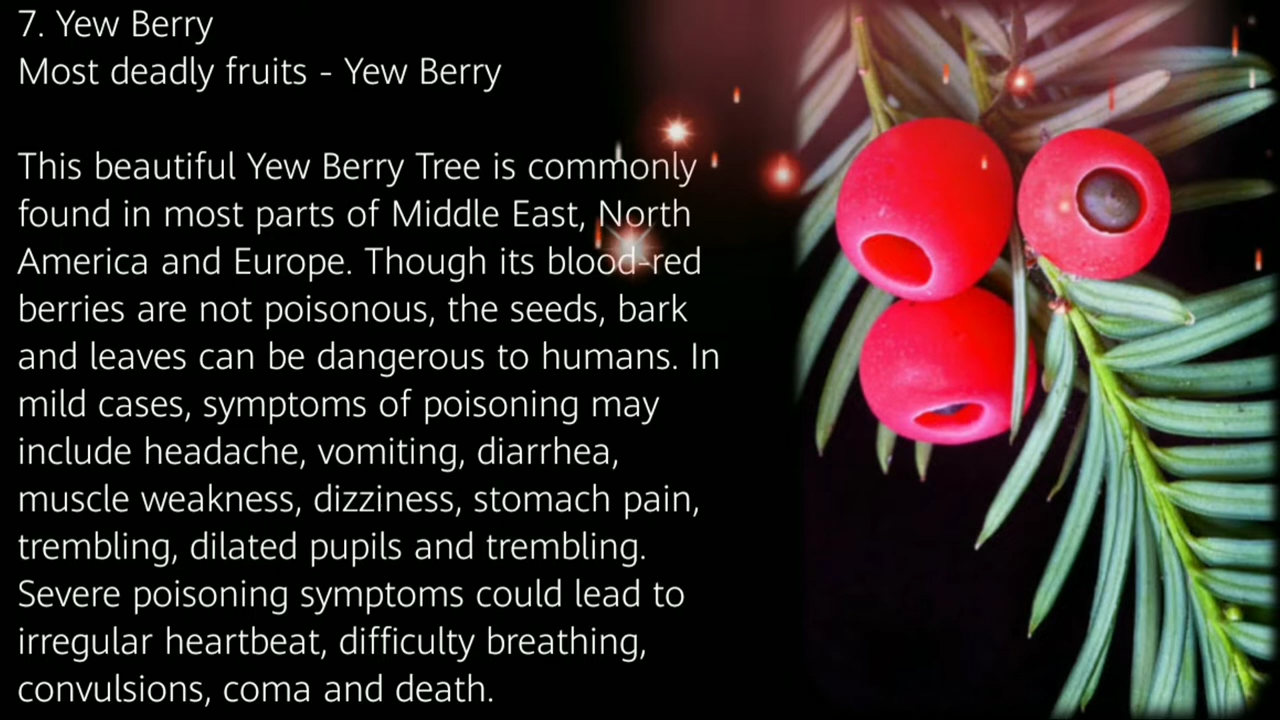 7. Yew Berry
Most deadly fruits - Yew Berry
This beautiful Yew Berry Tree is commonly
found in most parts of Middle East, North
America and Europe. Though its blood-red
berries are not poisonous, the seeds, bark
and leaves can be dangerous to humans. In
mild cases, symptoms of poisoning may
include headache, vomiting, diarrhea,
muscle weakness, dizziness, stomach pain,
trembling, dilated pupils and trembling.
Severe poisoning symptoms could lead to
irregular heartbeat, difficulty breathing,
convulsions, coma and death.